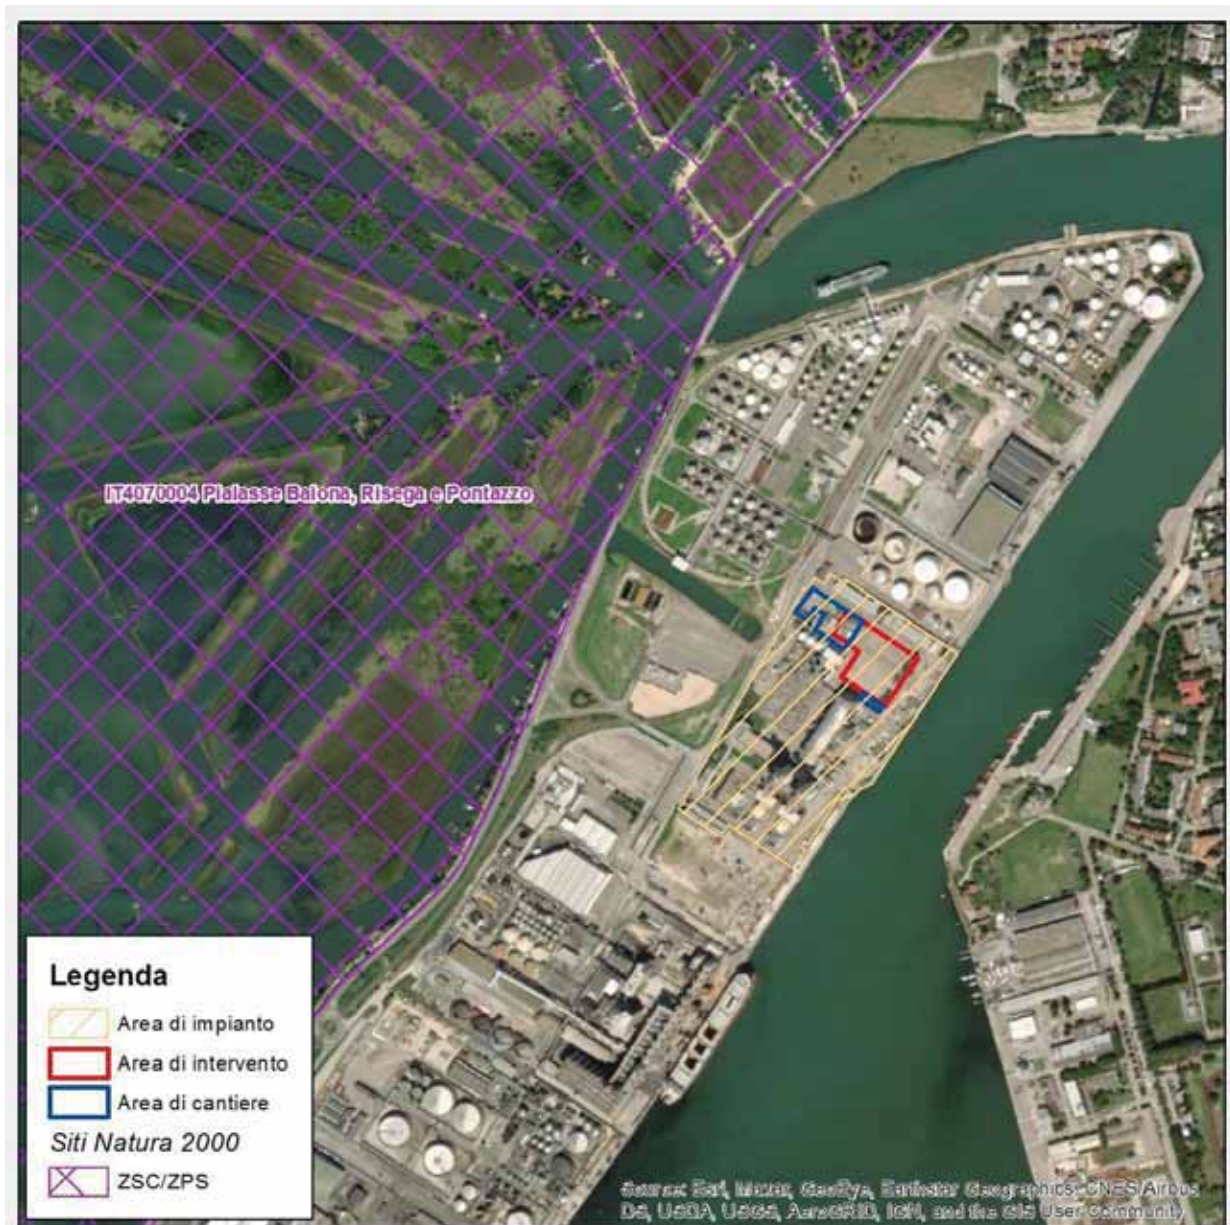 IT4070004 Pialasse Baiona, Risega e Pontazzo
Legenda
Area di impianto
Area di intervento
Area di cantiere
Siti Natura 2000
ZSC/ZPS
Source: Esri, Maxar, GeoEye, Earthstar Geographics, CNES/Airbus
DS, USDA, USGS, AeroGRID, IGN, and the GIS User Community